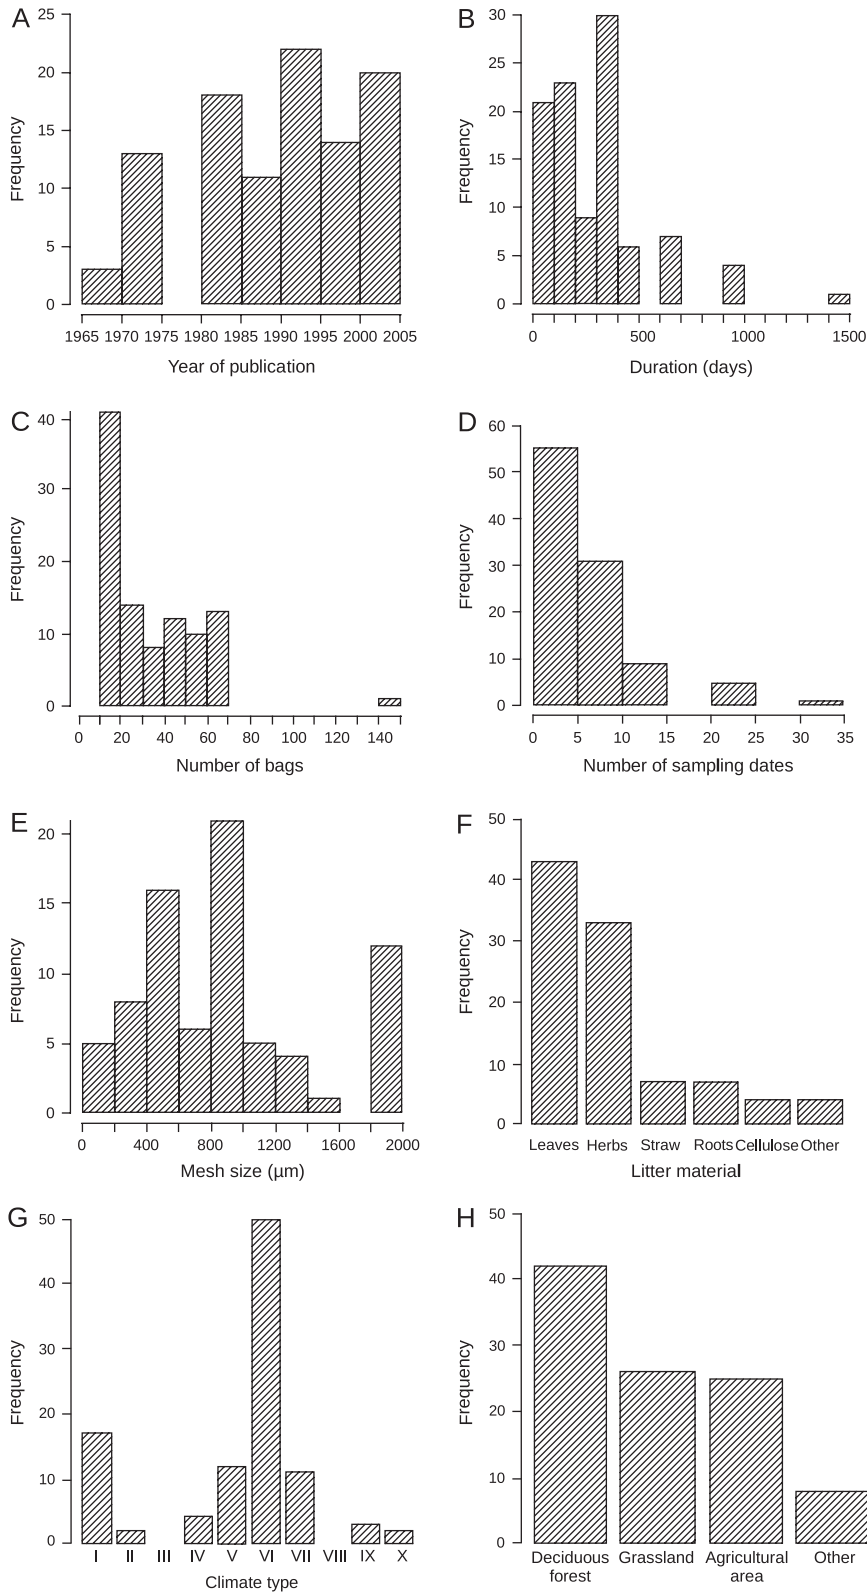 A
Frequency
25
20
15
10
5
0
1965 1970 1975 1980 1985 1990 1995 2000 2005
Year of publication
B
Frequency
30
25
20
15
10
5
0
0 500 1000 1500
Duration (days)
C
Frequency
40
30
20
10
0
0 20 40 60 80 100 120 140
Number of bags
D
Frequency
60
50
40
30
20
10
0
0 5 10 15 20 25 30 35
Number of sampling dates
E
Frequency
20
15
10
5
0
0 400 800 1200 1600 2000
Mesh size (µm)
F
Frequency
50
40
30
20
10
0
Leaves Herbs Straw Roots Cellulose Other
Litter material
G
Frequency
50
40
30
20
10
0
I II III IV V VI VII VIII IX X
Climate type
H
Frequency
50
40
30
20
10
0
Deciduous Grassland Agricultural Other
forest area